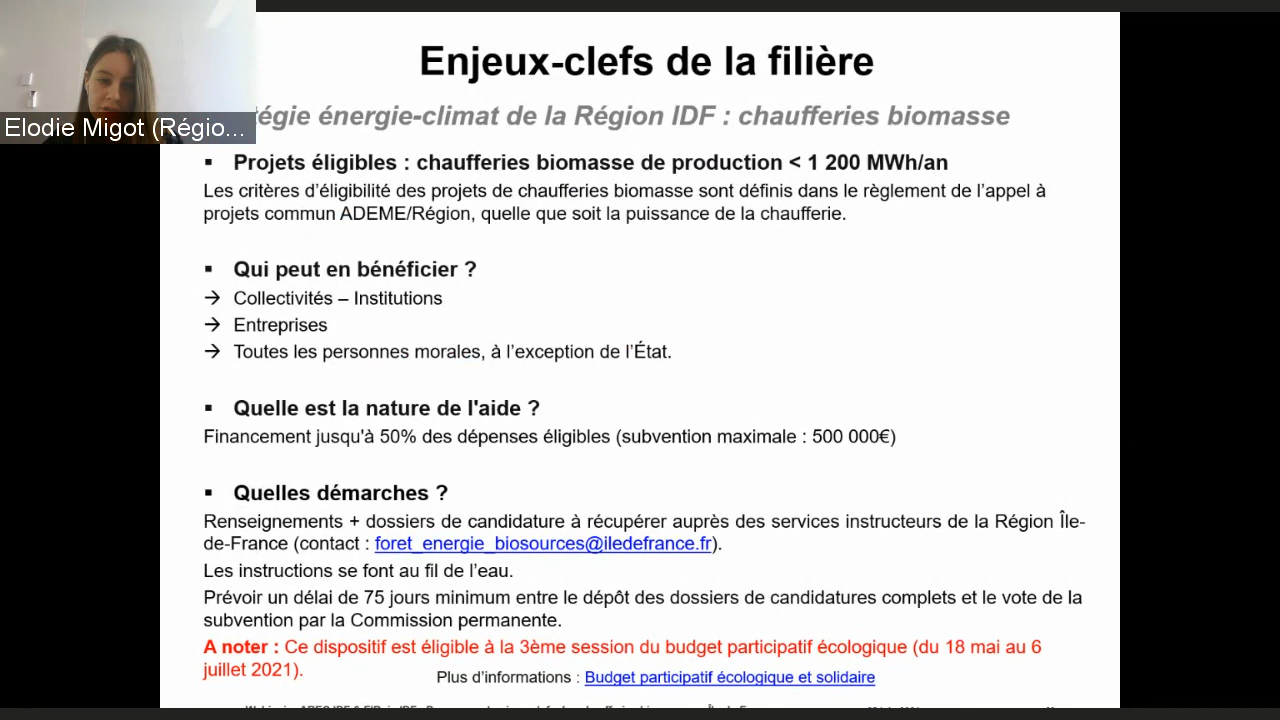 Enjeux-clefs de la filière
tégie énergie-climat de la Région IDF : chaufferies biomasse
Elodie Migot (Régio...
▪ Projets éligibles : chaufferies biomasse de production < 1 200 MWh/an
Les critères d’éligibilité des projets de chaufferies biomasse sont définis dans le règlement de l’appel à
projets commun ADEME/Région, quelle que soit la puissance de la chaufferie.
▪ Qui peut en bénéficier ?
→ Collectivités – Institutions
→ Entreprises
→ Toutes les personnes morales, à l’exception de l’État.
▪ Quelle est la nature de l'aide ?
Financement jusqu'à 50% des dépenses éligibles (subvention maximale : 500 000€)
▪ Quelles démarches ?
Renseignements + dossiers de candidature à récupérer auprès des services instructeurs de la Région Île-
de-France (contact : foret_energie_biosources@iledefrance.fr).
Les instructions se font au fil de l’eau.
Prévoir un délai de 75 jours minimum entre le dépôt des dossiers de candidatures complets et le vote de la
subvention par la Commission permanente.
A noter : Ce dispositif est éligible à la 3ème session du budget participatif écologique (du 18 mai au 6
juillet 2021).
Plus d’informations : Budget participatif écologique et solidaire